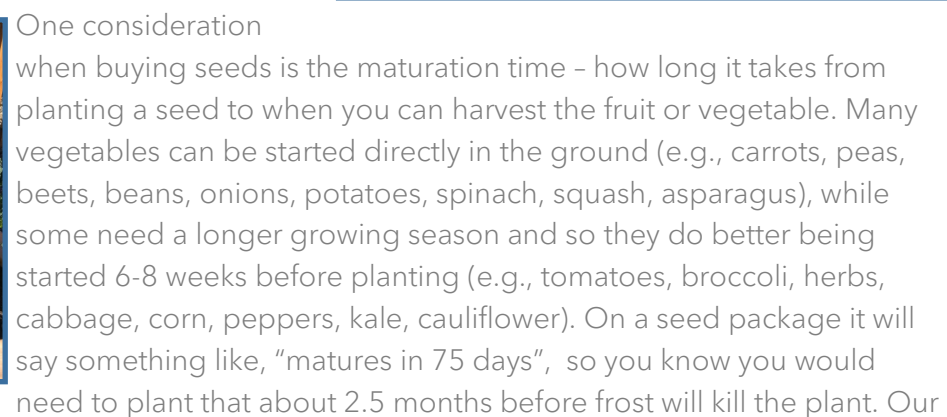 One consideration
when buying seeds is the maturation time – how long it takes from
planting a seed to when you can harvest the fruit or vegetable. Many
vegetables can be started directly in the ground (e.g., carrots, peas,
beets, beans, onions, potatoes, spinach, squash, asparagus), while
some need a longer growing season and so they do better being
started 6-8 weeks before planting (e.g., tomatoes, broccoli, herbs,
cabbage, corn, peppers, kale, cauliflower). On a seed package it will
say something like, “matures in 75 days”,  so you know you would
need to plant that about 2.5 months before frost will kill the plant. Our